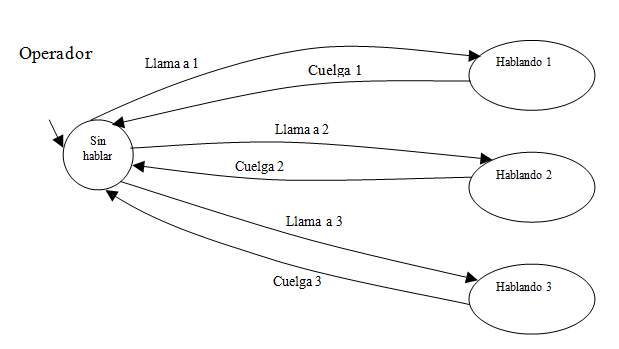 Operador
Llama a 1
Hablando 1
Cuelga 1
Sin
hablar
Llama a 2
Cuelga 2
Hablando 2
Llama a 3
Cuelga 3
Hablando 3